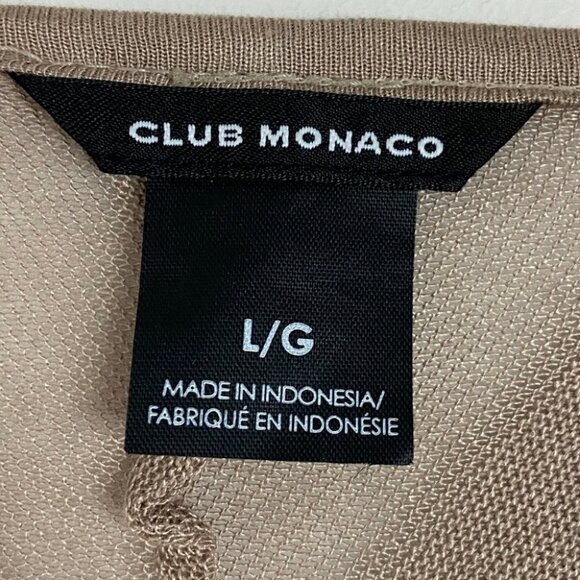 CLUB MONACO
L/G
MADE IN INDONESIA/
FABRIQUÉ EN INDONÉSIE